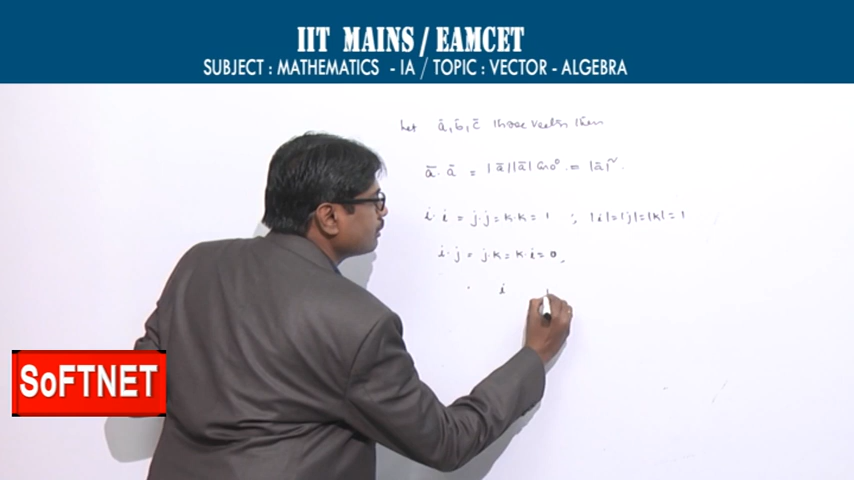 IIT MAINS / EAMCET
SUBJECT : MATHEMATICS - IA / TOPIC : VECTOR - ALGEBRA
Let ā, b̄, c̄ three vectors then
ā. ā = |ā||ā| Cos0° = |ā|²
i. i = j. j = k. k = 1 ; |i|=|j|=|k|=1
i. j = j. k = k. i = 0,
i
SoFTNET